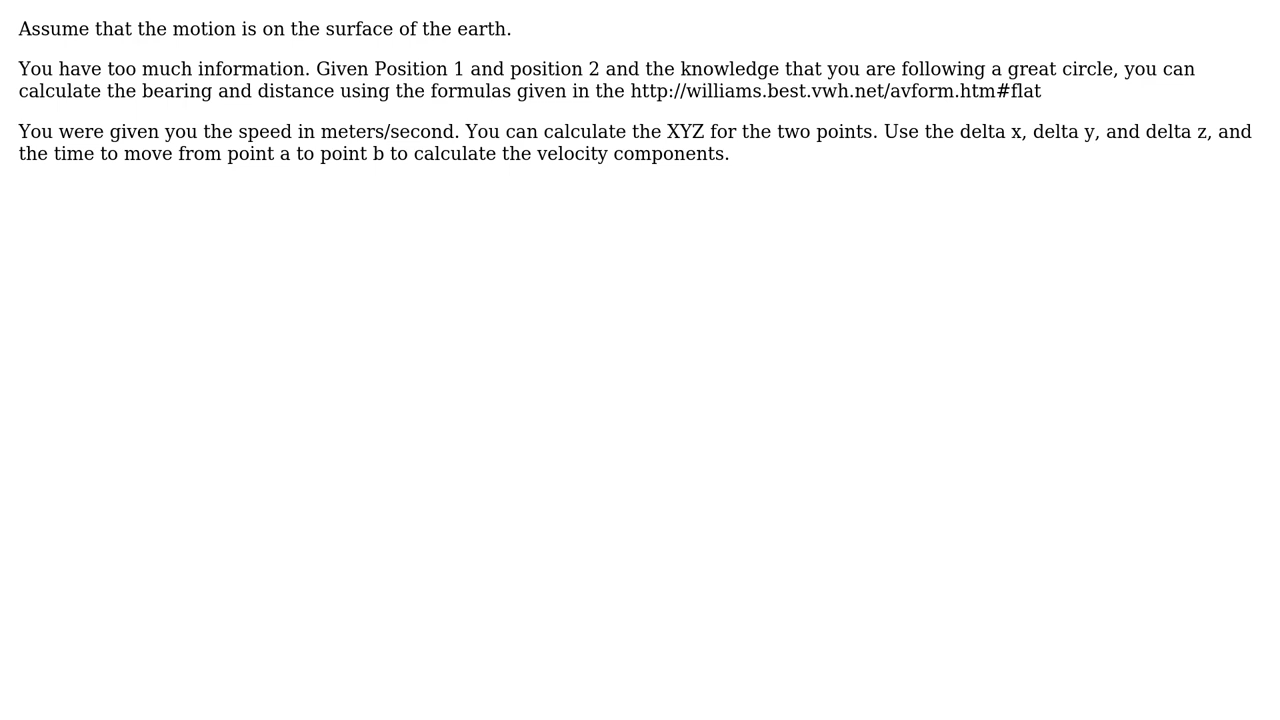 Assume that the motion is on the surface of the earth.
You have too much information. Given Position 1 and position 2 and the knowledge that you are following a great circle, you can
calculate the bearing and distance using the formulas given in the http://williams.best.vwh.net/avform.htm#flat
You were given you the speed in meters/second. You can calculate the XYZ for the two points. Use the delta x, delta y, and delta z, and
the time to move from point a to point b to calculate the velocity components.